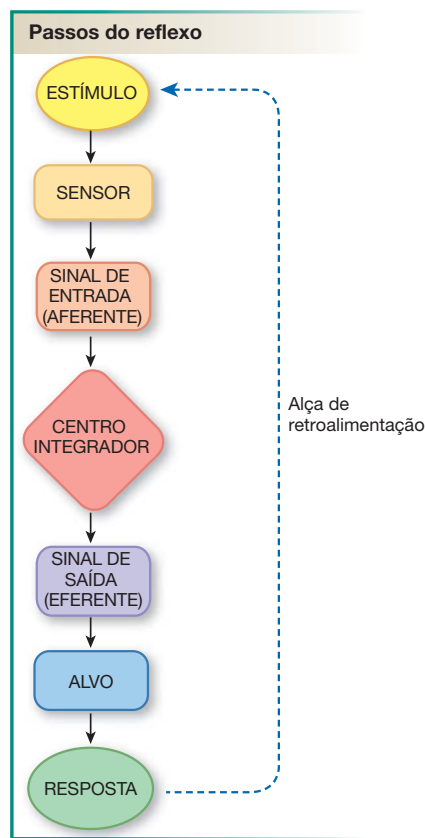 Passos do reflexo
ESTÍMULO
SENSOR
SINAL DE
ENTRADA
(AFERENTE)
CENTRO
INTEGRADOR
Alça de
retroalimentação
SINAL DE
SAÍDA
(EFERENTE)
ALVO
RESPOSTA